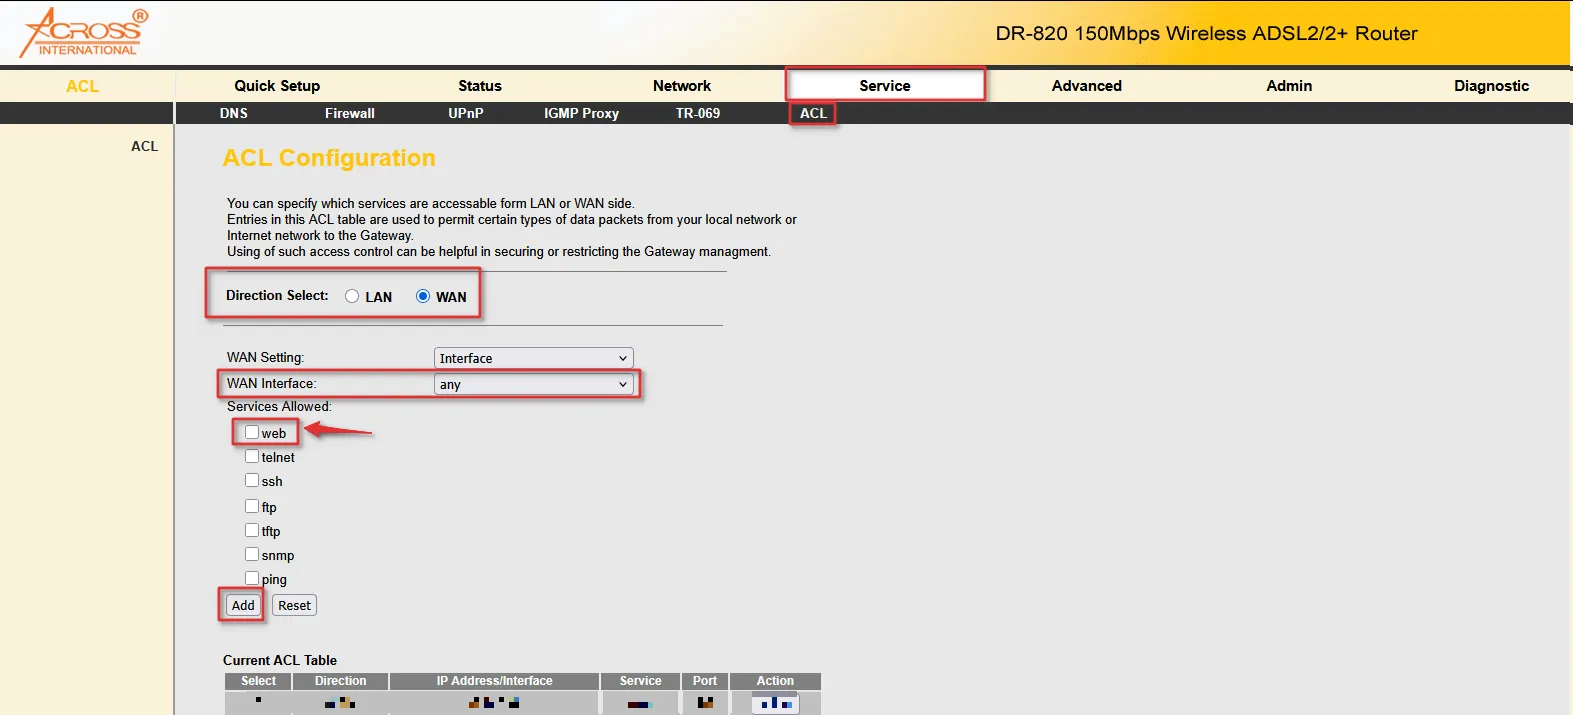 ACROSS®
INTERNATIONAL
DR-820 150Mbps Wireless ADSL2/2+ Router
ACL Quick Setup Status Network Service Advanced Admin Diagnostic
DNS Firewall UPnP IGMP Proxy TR-069 ACL
ACL
ACL Configuration
You can specify which services are accessable form LAN or WAN side.
Entries in this ACL table are used to permit certain types of data packets from your local network or
Internet network to the Gateway.
Using of such access control can be helpful in securing or restricting the Gateway managment.
Direction Select: LAN WAN
WAN Setting: Interface
WAN Interface: any
Services Allowed:
web
telnet
ssh
ftp
tftp
snmp
ping
Add Reset
Current ACL Table
Select Direction IP Address/Interface Service Port Action